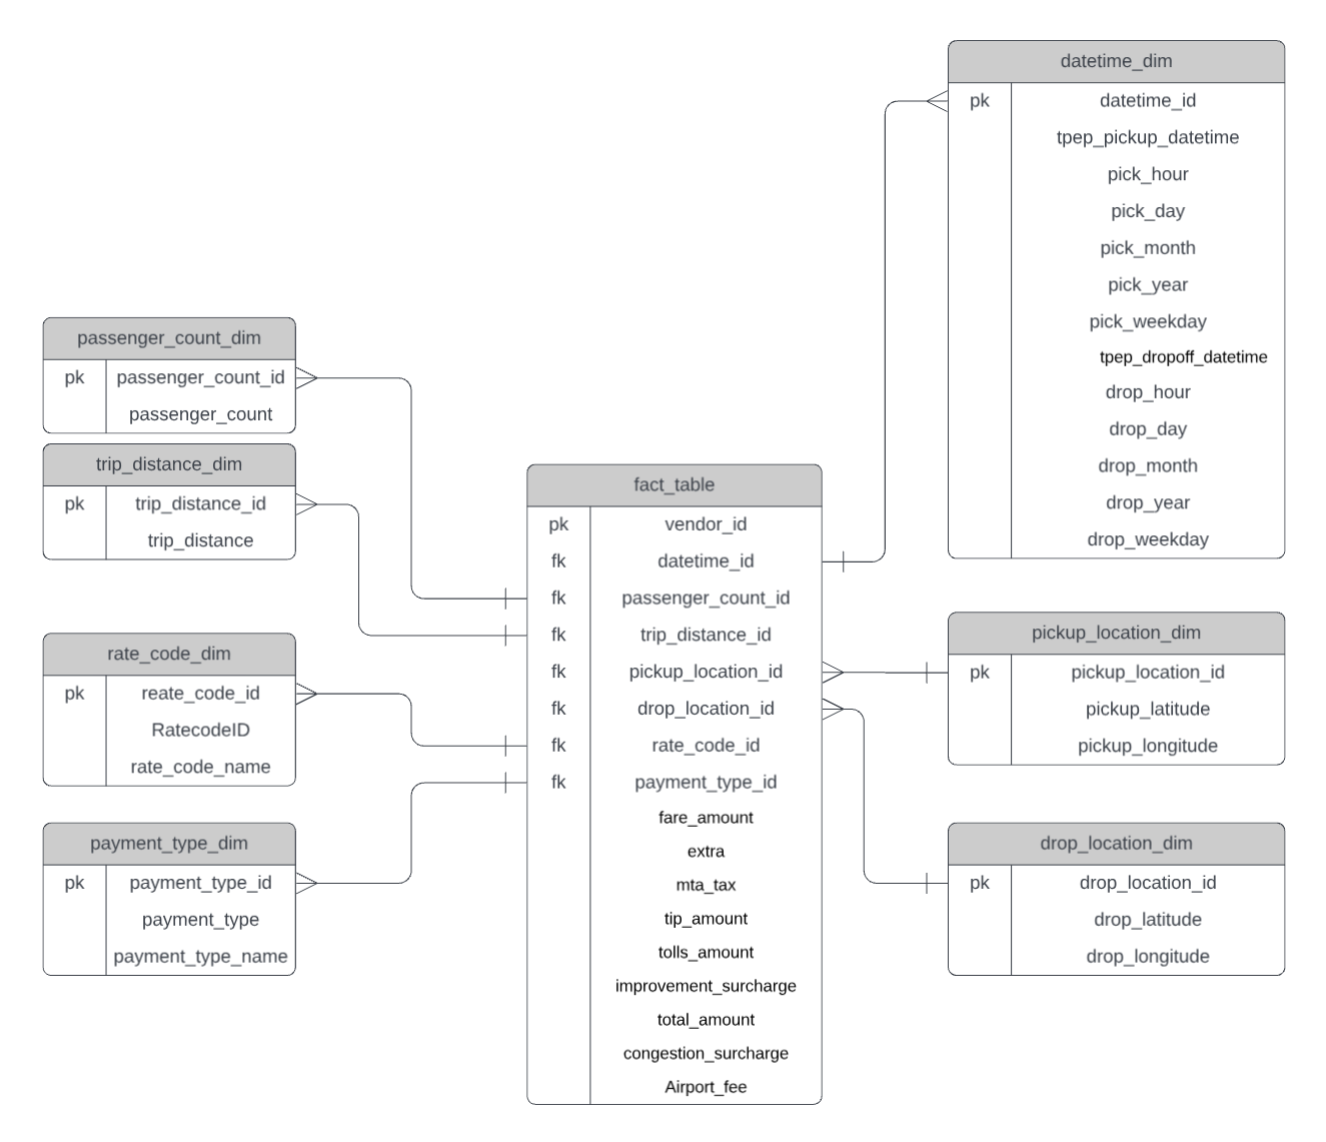 datetime_dim
pk datetime_id
tpep_pickup_datetime
pick_hour
pick_day
pick_month
pick_year
pick_weekday
tpep_dropoff_datetime
drop_hour
drop_day
drop_month
drop_year
drop_weekday
passenger_count_dim
pk passenger_count_id
passenger_count
trip_distance_dim
pk trip_distance_id
trip_distance
rate_code_dim
pk reate_code_id
RatecodeID
rate_code_name
payment_type_dim
pk payment_type_id
payment_type
payment_type_name
fact_table
pk vendor_id
fk datetime_id
fk passenger_count_id
fk trip_distance_id
fk pickup_location_id
fk drop_location_id
fk rate_code_id
fk payment_type_id
fare_amount
extra
mta_tax
tip_amount
tolls_amount
improvement_surcharge
total_amount
congestion_surcharge
Airport_fee
pickup_location_dim
pk pickup_location_id
pickup_latitude
pickup_longitude
drop_location_dim
pk drop_location_id
drop_latitude
drop_longitude